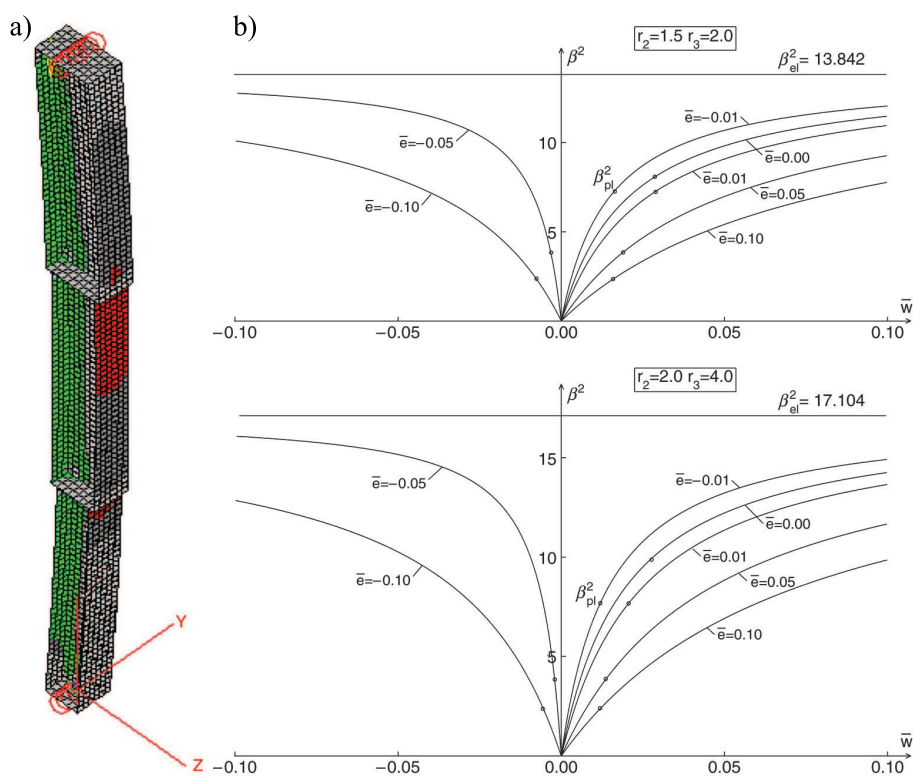 a)
Y
Z
b)
r₂=1.5 r₃=2.0
β²
β²el = 13.842
e̅=−0.01
e̅=−0.05
e̅=0.00
10
e̅=−0.10
β²pl
e̅=0.01
e̅=0.05
5
e̅=0.10
w̅
−0.10 −0.05 0.00 0.05 0.10
r₂=2.0 r₃=4.0
β²
β²el = 17.104
15
e̅=−0.05
e̅=−0.01
e̅=0.00
10
e̅=0.01
e̅=−0.10
e̅=0.05
β²pl
e̅=0.10
5
w̅
−0.10 −0.05 0.00 0.05 0.10